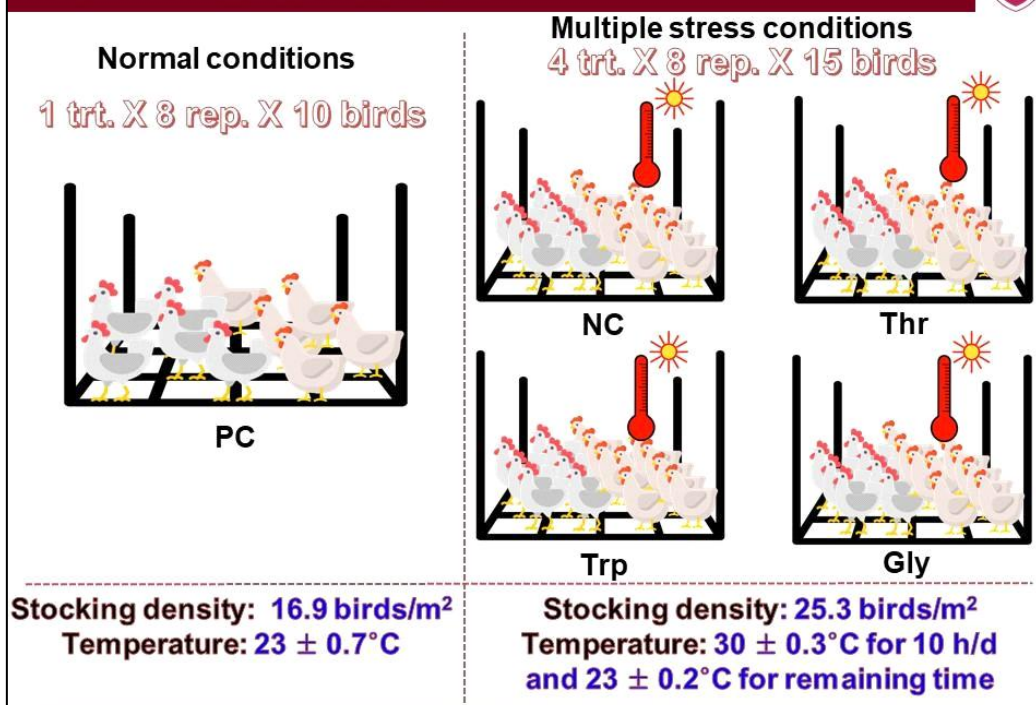 Normal conditions
1 trt. X 8 rep. X 10 birds
PC
Multiple stress conditions
4 trt. X 8 rep. X 15 birds
NC
Thr
Trp
Gly
Stocking density: 16.9 birds/m²
Temperature: 23 ± 0.7°C
Stocking density: 25.3 birds/m²
Temperature: 30 ± 0.3°C for 10 h/d
and 23 ± 0.2°C for remaining time